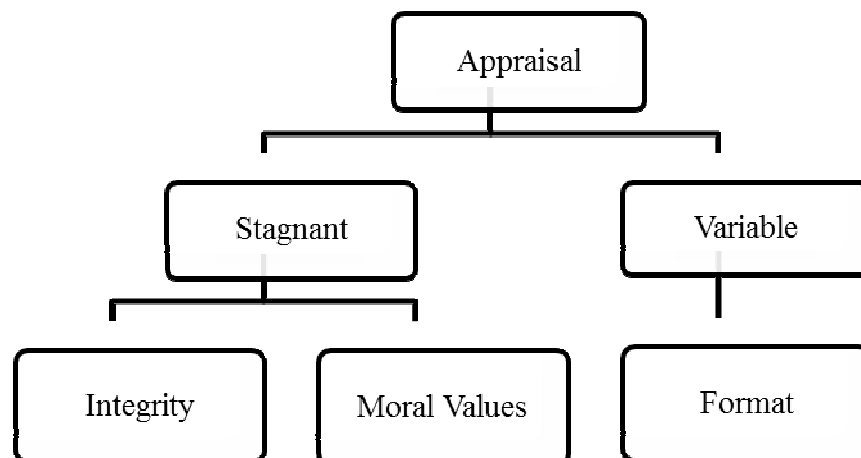 Appraisal
Stagnant
Variable
Integrity
Moral Values
Format